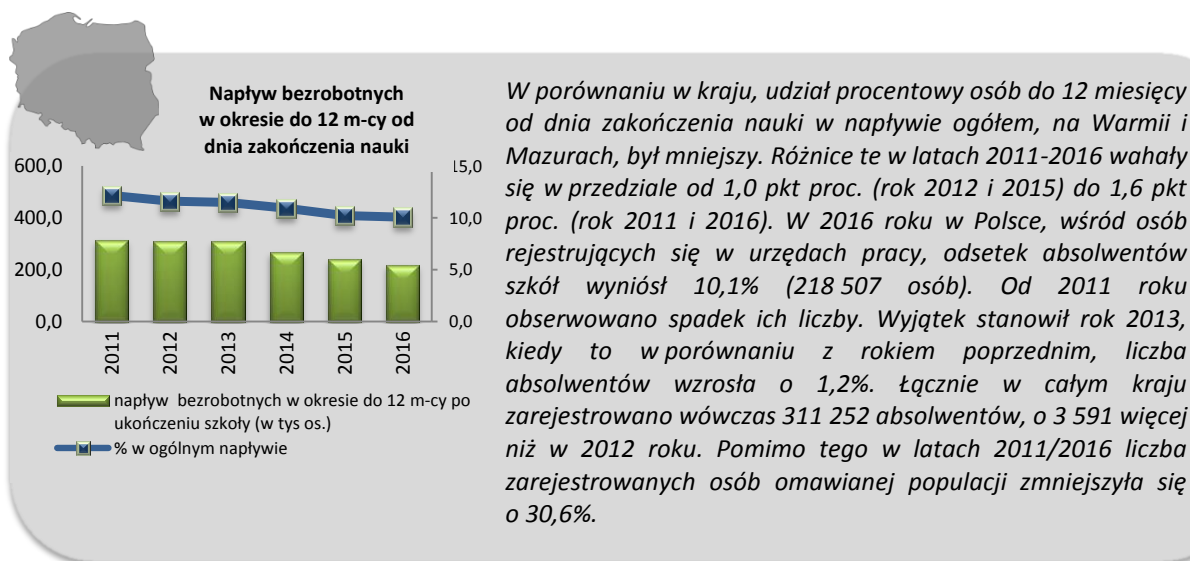 Napływ bezrobotnych
w okresie do 12 m-cy od
dnia zakończenia nauki
600,0
400,0
200,0
0,0
15,0
10,0
5,0
0,0
2011
2012
2013
2014
2015
2016
napływ bezrobotnych w okresie do 12 m-cy po
ukończeniu szkoły (w tys os.)
% w ogólnym napływie
W porównaniu w kraju, udział procentowy osób do 12 miesięcy
od dnia zakończenia nauki w napływie ogółem, na Warmii i
Mazurach, był mniejszy. Różnice te w latach 2011-2016 wahały
się w przedziale od 1,0 pkt proc. (rok 2012 i 2015) do 1,6 pkt
proc. (rok 2011 i 2016). W 2016 roku w Polsce, wśród osób
rejestrujących się w urzędach pracy, odsetek absolwentów
szkół wyniósł 10,1% (218 507 osób). Od 2011 roku
obserwowano spadek ich liczby. Wyjątek stanowił rok 2013,
kiedy to w porównaniu z rokiem poprzednim, liczba
absolwentów wzrosła o 1,2%. Łącznie w całym kraju
zarejestrowano wówczas 311 252 absolwentów, o 3 591 więcej
niż w 2012 roku. Pomimo tego w latach 2011/2016 liczba
zarejestrowanych osób omawianej populacji zmniejszyła się
o 30,6%.